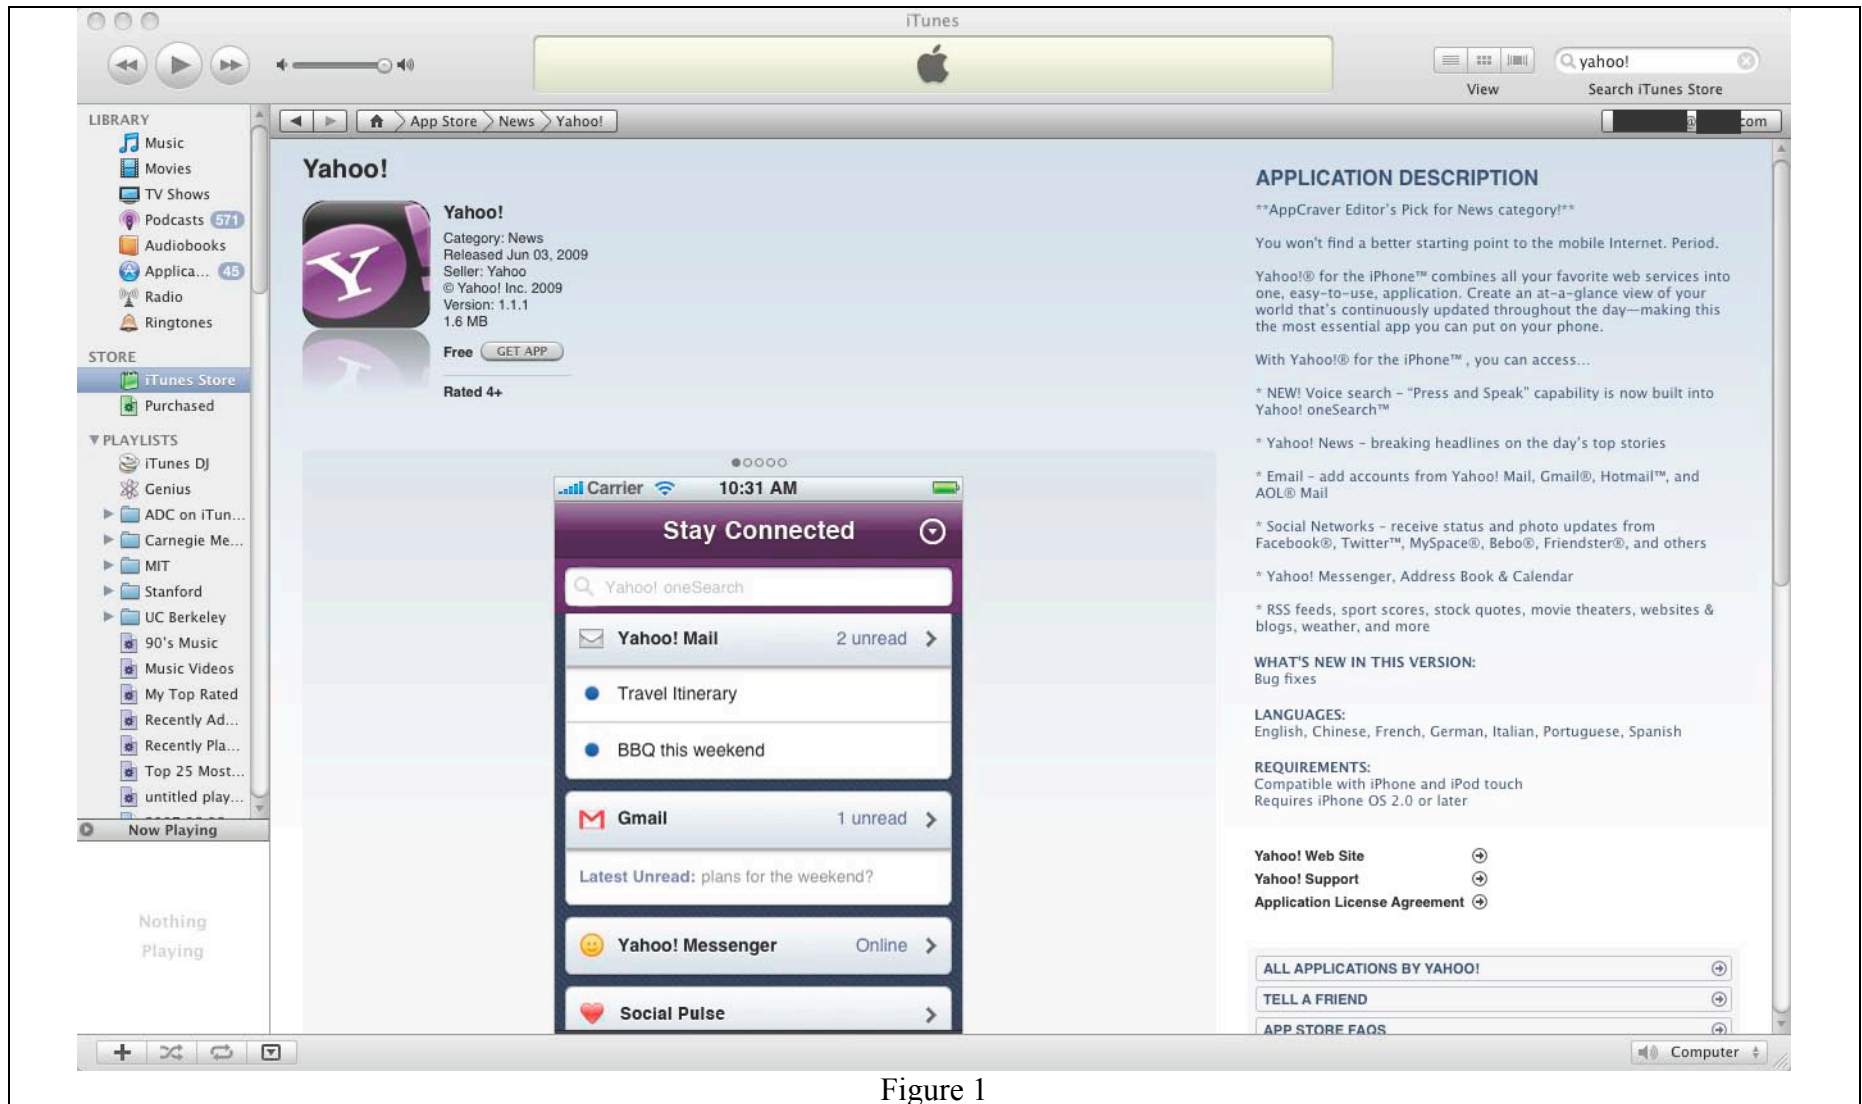 iTunes
yahoo!
View
Search iTunes Store
LIBRARY
Music
Movies
TV Shows
Podcasts 571
Audiobooks
Applica... 45
Radio
Ringtones
STORE
iTunes Store
Purchased
PLAYLISTS
iTunes DJ
Genius
ADC on iTun...
Carnegie Me...
MIT
Stanford
UC Berkeley
90's Music
Music Videos
My Top Rated
Recently Ad...
Recently Pla...
Top 25 Most...
untitled play...
Now Playing
Nothing
Playing
App Store News Yahoo!
@ com
Yahoo!
Yahoo!
Category: News
Released Jun 03, 2009
Seller: Yahoo
© Yahoo! Inc. 2009
Version: 1.1.1
1.6 MB
Free GET APP
Rated 4+
Carrier 10:31 AM
Stay Connected
Yahoo! oneSearch
Yahoo! Mail 2 unread
Travel Itinerary
BBQ this weekend
Gmail 1 unread
Latest Unread: plans for the weekend?
Yahoo! Messenger Online
Social Pulse
APPLICATION DESCRIPTION
**AppCraver Editor's Pick for News category!**
You won't find a better starting point to the mobile Internet. Period.
Yahoo!® for the iPhone™ combines all your favorite web services into
one, easy-to-use, application. Create an at-a-glance view of your
world that's continuously updated throughout the day—making this
the most essential app you can put on your phone.
With Yahoo!® for the iPhone™ , you can access...
* NEW! Voice search – “Press and Speak” capability is now built into
Yahoo! oneSearch™
* Yahoo! News – breaking headlines on the day's top stories
* Email – add accounts from Yahoo! Mail, Gmail®, Hotmail™, and
AOL® Mail
* Social Networks – receive status and photo updates from
Facebook®, Twitter™, MySpace®, Bebo®, Friendster®, and others
* Yahoo! Messenger, Address Book & Calendar
* RSS feeds, sport scores, stock quotes, movie theaters, websites &
blogs, weather, and more
WHAT'S NEW IN THIS VERSION:
Bug fixes
LANGUAGES:
English, Chinese, French, German, Italian, Portuguese, Spanish
REQUIREMENTS:
Compatible with iPhone and iPod touch
Requires iPhone OS 2.0 or later
Yahoo! Web Site
Yahoo! Support
Application License Agreement
ALL APPLICATIONS BY YAHOO!
TELL A FRIEND
APP STORE FAQS
Computer
Figure 1